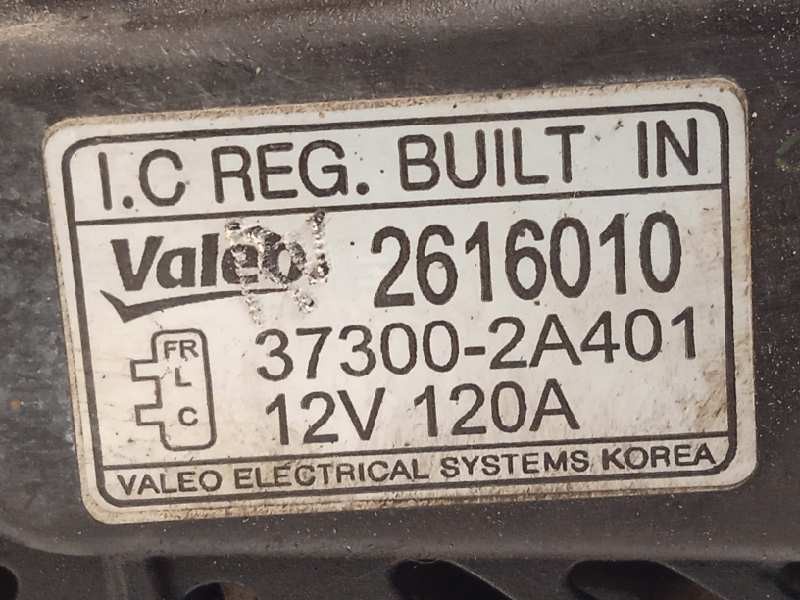 I.C REG. BUILT IN
Valeo 2616010
37300-2A401
FR
L
C
12V 120A
VALEO ELECTRICAL SYSTEMS KOREA